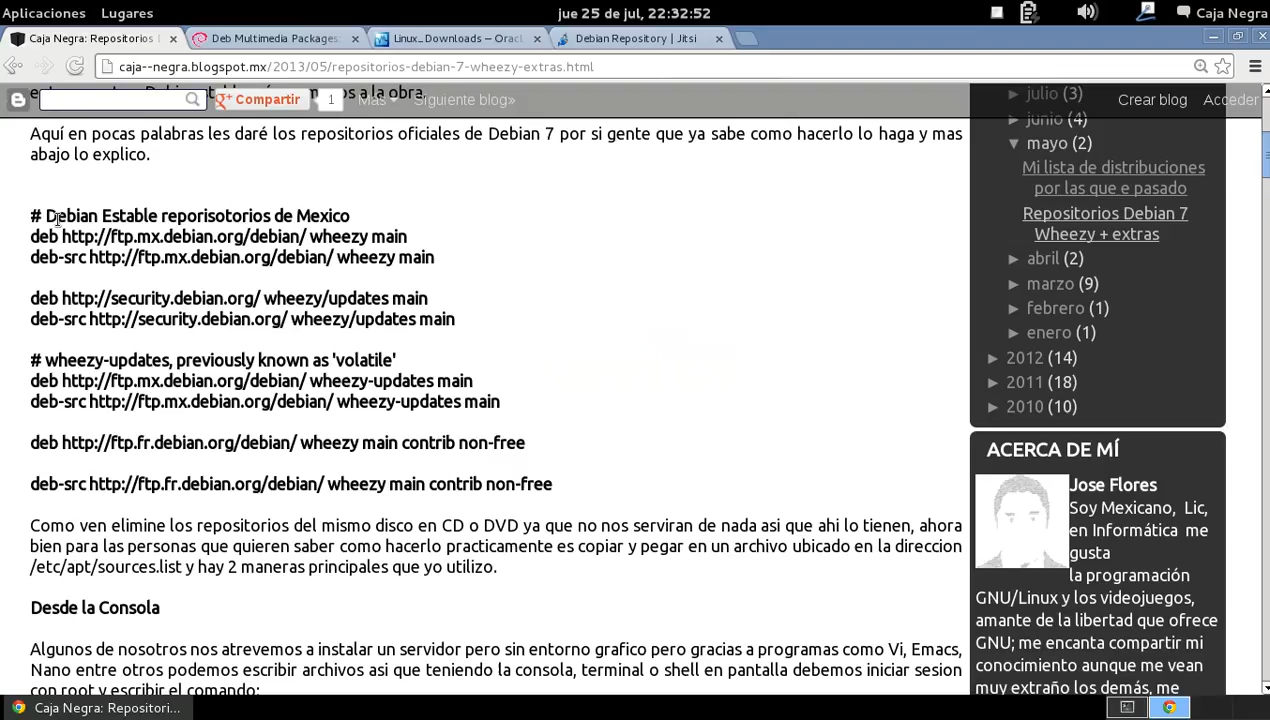 Aplicaciones Lugares jue 25 de jul, 22:32:52 Caja Negra
Caja Negra: Repositorios Deb Multimedia Packages: Linux_Downloads – Orac Debian Repository | Jitsi
caja--negra.blogspot.mx/2013/05/repositorios-debian-7-wheezy-extras.html
Compartir 1 Más Siguiente blog» Crear blog Acceder
Aquí en pocas palabras les daré los repositorios oficiales de Debian 7 por si gente que ya sabe como hacerlo lo haga y mas
abajo lo explico.
# Debian Estable reporisotorios de Mexico
deb http://ftp.mx.debian.org/debian/ wheezy main
deb-src http://ftp.mx.debian.org/debian/ wheezy main
deb http://security.debian.org/ wheezy/updates main
deb-src http://security.debian.org/ wheezy/updates main
# wheezy-updates, previously known as 'volatile'
deb http://ftp.mx.debian.org/debian/ wheezy-updates main
deb-src http://ftp.mx.debian.org/debian/ wheezy-updates main
deb http://ftp.fr.debian.org/debian/ wheezy main contrib non-free
deb-src http://ftp.fr.debian.org/debian/ wheezy main contrib non-free
Como ven elimine los repositorios del mismo disco en CD o DVD ya que no nos serviran de nada asi que ahi lo tienen, ahora
bien para las personas que quieren saber como hacerlo practicamente es copiar y pegar en un archivo ubicado en la direccion
/etc/apt/sources.list y hay 2 maneras principales que yo utilizo.
Desde la Consola
Algunos de nosotros nos atrevemos a instalar un servidor pero sin entorno grafico pero gracias a programas como Vi, Emacs,
Nano entre otros podemos escribir archivos asi que teniendo la consola, terminal o shell en pantalla debemos iniciar sesion
con root y escribir el comando:
► julio (3)
► junio (4)
▼ mayo (2)
Mi lista de distribuciones
por las que e pasado
Repositorios Debian 7
Wheezy + extras
► abril (2)
► marzo (9)
► febrero (1)
► enero (1)
► 2012 (14)
► 2011 (18)
► 2010 (10)
ACERCA DE MÍ
Jose Flores
Soy Mexicano, Lic,
en Informática me
gusta
la programación
GNU/Linux y los videojuegos,
amante de la libertad que ofrece
GNU; me encanta compartir mi
conocimiento aunque me vean
muy extraño los demás, me
Caja Negra: Repositori...